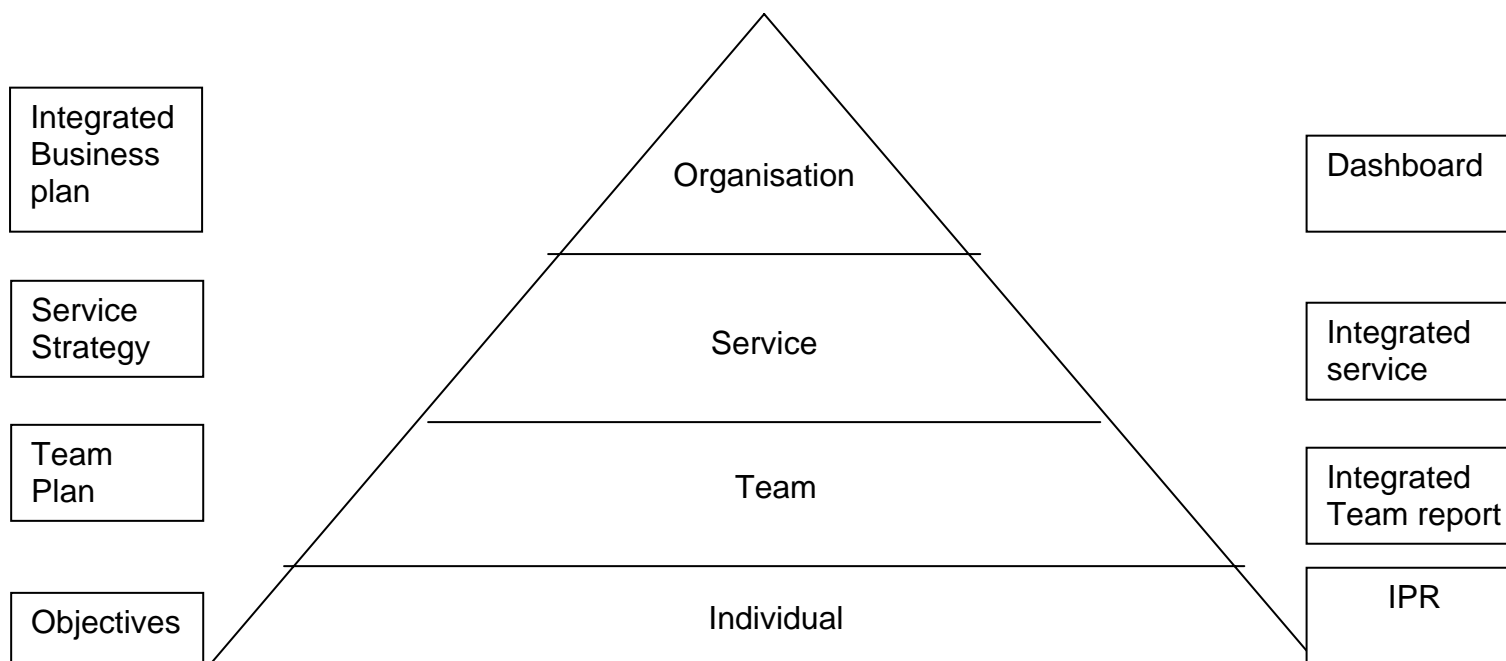 Integrated
Business
plan
Organisation
Dashboard
Service
Strategy
Service
Integrated
service
Team
Plan
Team
Integrated
Team report
Objectives
Individual
IPR